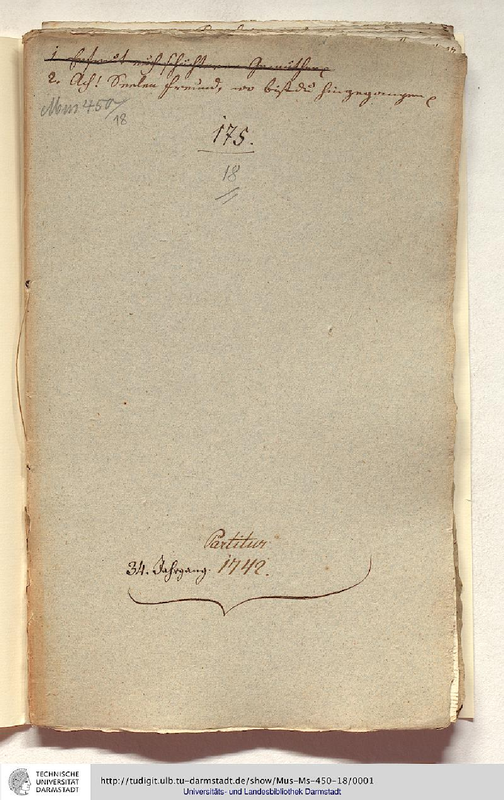 2. Ach! Seelen Freund, wo bist du hingegangen
Mus 450/
18
175.
18
Partitur
34. Jahrgang. 1742.
TECHNISCHE
UNIVERSITÄT
DARMSTADT
http://tudigit.ulb.tu-darmstadt.de/show/Mus-Ms-450-18/0001
Universitäts- und Landesbibliothek Darmstadt